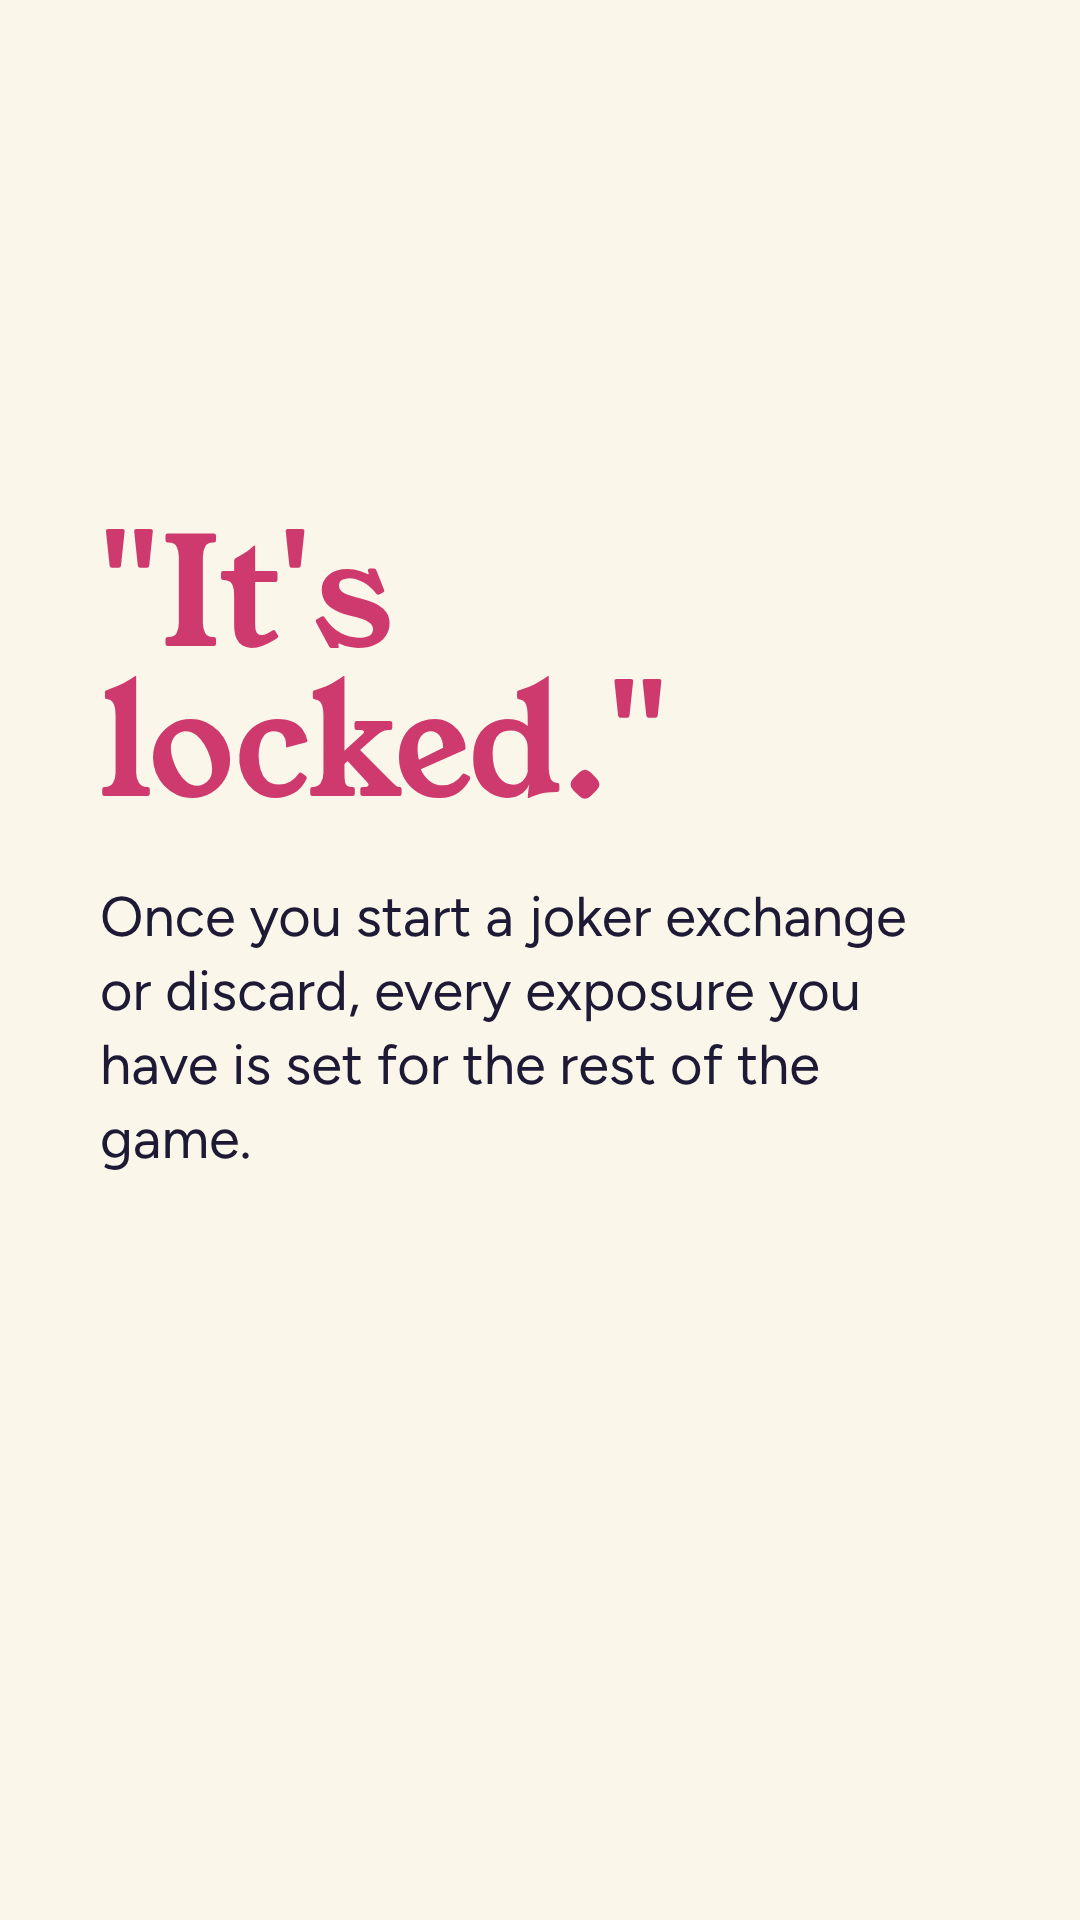 "It's
locked."
Once you start a joker exchange
or discard, every exposure you
have is set for the rest of the
game.